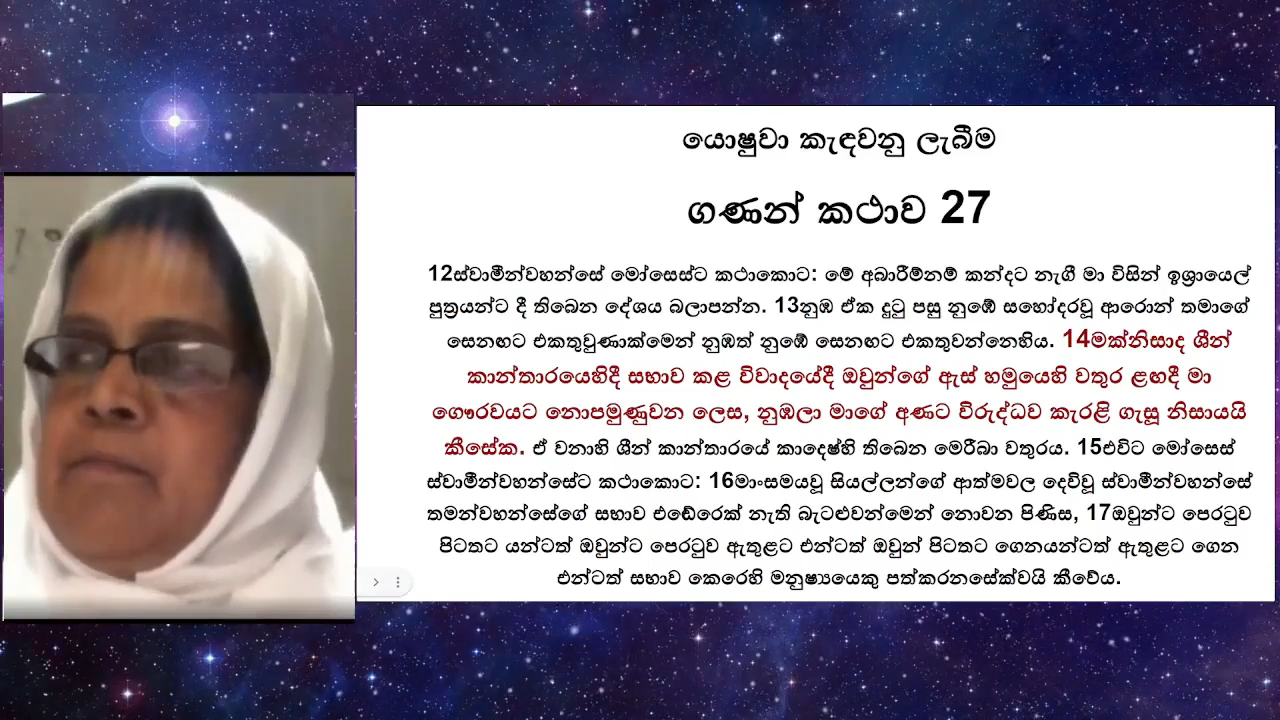 යොෂුවා කැඳවනු ලැබීම
ගණන් කථාව 27
12ස්වාමීන්වහන්සේ මෝසෙස්ට කථාකොට: මේ අබාරීම්නම් කන්දට නැගී මා විසින් ඉශ්‍රායෙල්
පුත්‍රයන්ට දී තිබෙන දේශය බලාපන්න. 13නුඹ ඒක දුටු පසු නුඹේ සහෝදරවූ ආරොන් තමාගේ
සෙනඟට එකතුවුණාක්මෙන් නුඹත් නුඹේ සෙනඟට එකතුවන්නෙහිය. 14මක්නිසාද ශීන්
කාන්තාරයෙහිදී සභාව කළ විවාදයේදී ඔවුන්ගේ ඇස් හමුයෙහි වතුර ළඟදී මා
ගෞරවයට නොපමුණුවන ලෙස, නුඹලා මාගේ අණට විරුද්ධව කැරළි ගැසූ නිසායයි
කීසේක. ඒ වනාහි ශීන් කාන්තාරයේ කාදෙෂ්හි තිබෙන මෙරීබා වතුරය. 15එවිට මෝසෙස්
ස්වාමීන්වහන්සේට කථාකොට: 16මාංසමයවූ සියල්ලන්ගේ ආත්මවල දෙවිවූ ස්වාමීන්වහන්සේ
තමන්වහන්සේගේ සභාව එඬේරෙක් නැති බැටළුවන්මෙන් නොවන පිණිස, 17ඔවුන්ට පෙරටුව
පිටතට යන්ටත් ඔවුන්ට පෙරටුව ඇතුළට එන්ටත් ඔවුන් පිටතට ගෙනයන්ටත් ඇතුළට ගෙන
එන්ටත් සභාව කෙරෙහි මනුෂ්‍යයෙකු පත්කරනසේක්වයි කීවේය.